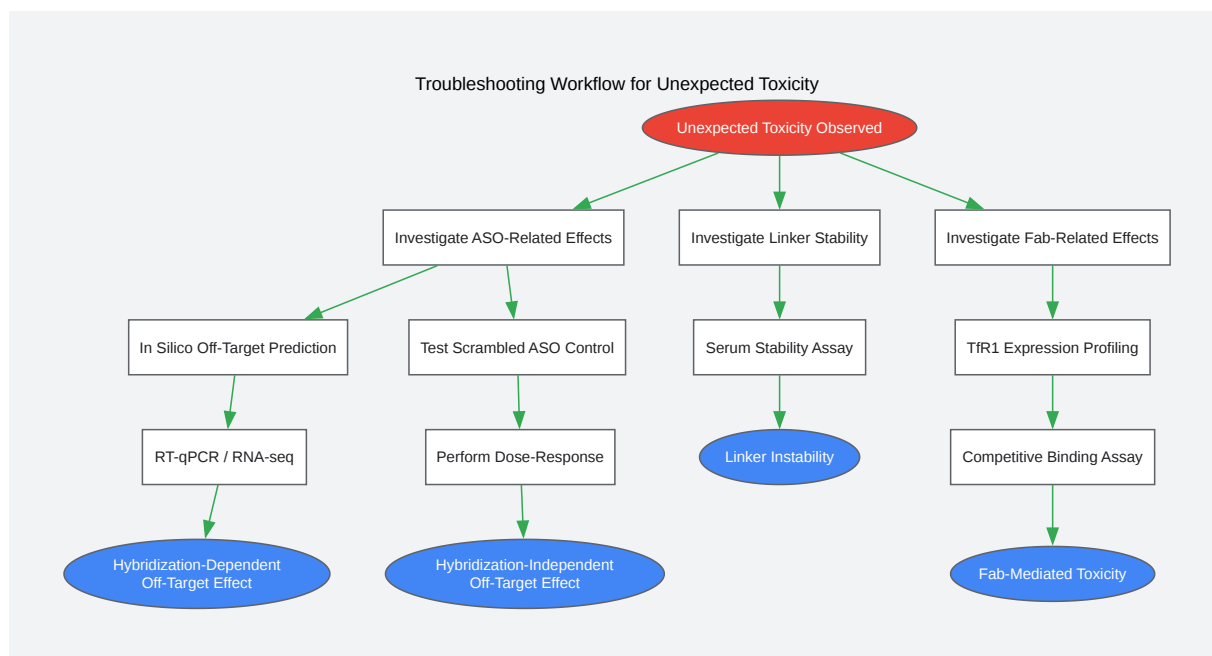 Troubleshooting Workflow for Unexpected Toxicity
Unexpected Toxicity Observed
Investigate ASO-Related Effects
Investigate Linker Stability
Investigate Fab-Related Effects
In Silico Off-Target Prediction
Test Scrambled ASO Control
Serum Stability Assay
TfR1 Expression Profiling
RT-qPCR / RNA-seq
Perform Dose-Response
Linker Instability
Competitive Binding Assay
Hybridization-Dependent
Off-Target Effect
Hybridization-Independent
Off-Target Effect
Fab-Mediated Toxicity